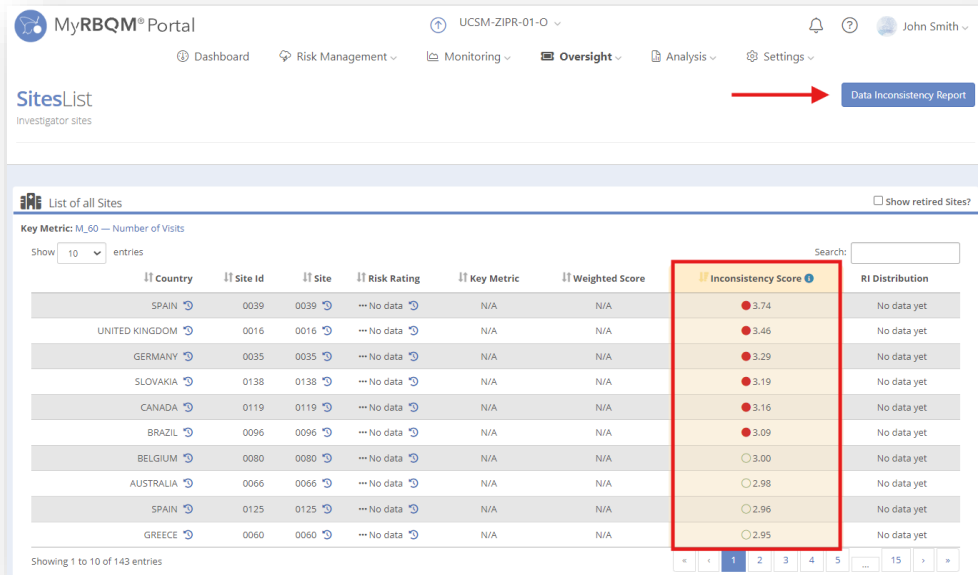 MyRBQM® Portal
UCSM-ZIPR-01-O
John Smith
Dashboard Risk Management Monitoring Oversight Analysis Settings
SitesList
Data Inconsistency Report
Investigator sites
List of all Sites
Show retired Sites?
Key Metric: M_60 — Number of Visits
Show 10 entries
Search:
Country Site Id Site Risk Rating Key Metric Weighted Score Inconsistency Score RI Distribution
SPAIN 0039 0039 ··· No data N/A N/A 3.74 No data yet
UNITED KINGDOM 0016 0016 ··· No data N/A N/A 3.46 No data yet
GERMANY 0035 0035 ··· No data N/A N/A 3.29 No data yet
SLOVAKIA 0138 0138 ··· No data N/A N/A 3.19 No data yet
CANADA 0119 0119 ··· No data N/A N/A 3.16 No data yet
BRAZIL 0096 0096 ··· No data N/A N/A 3.09 No data yet
BELGIUM 0080 0080 ··· No data N/A N/A 3.00 No data yet
AUSTRALIA 0066 0066 ··· No data N/A N/A 2.98 No data yet
SPAIN 0125 0125 ··· No data N/A N/A 2.96 No data yet
GREECE 0060 0060 ··· No data N/A N/A 2.95 No data yet
Showing 1 to 10 of 143 entries
« ‹ 1 2 3 4 5 ... 15 › »